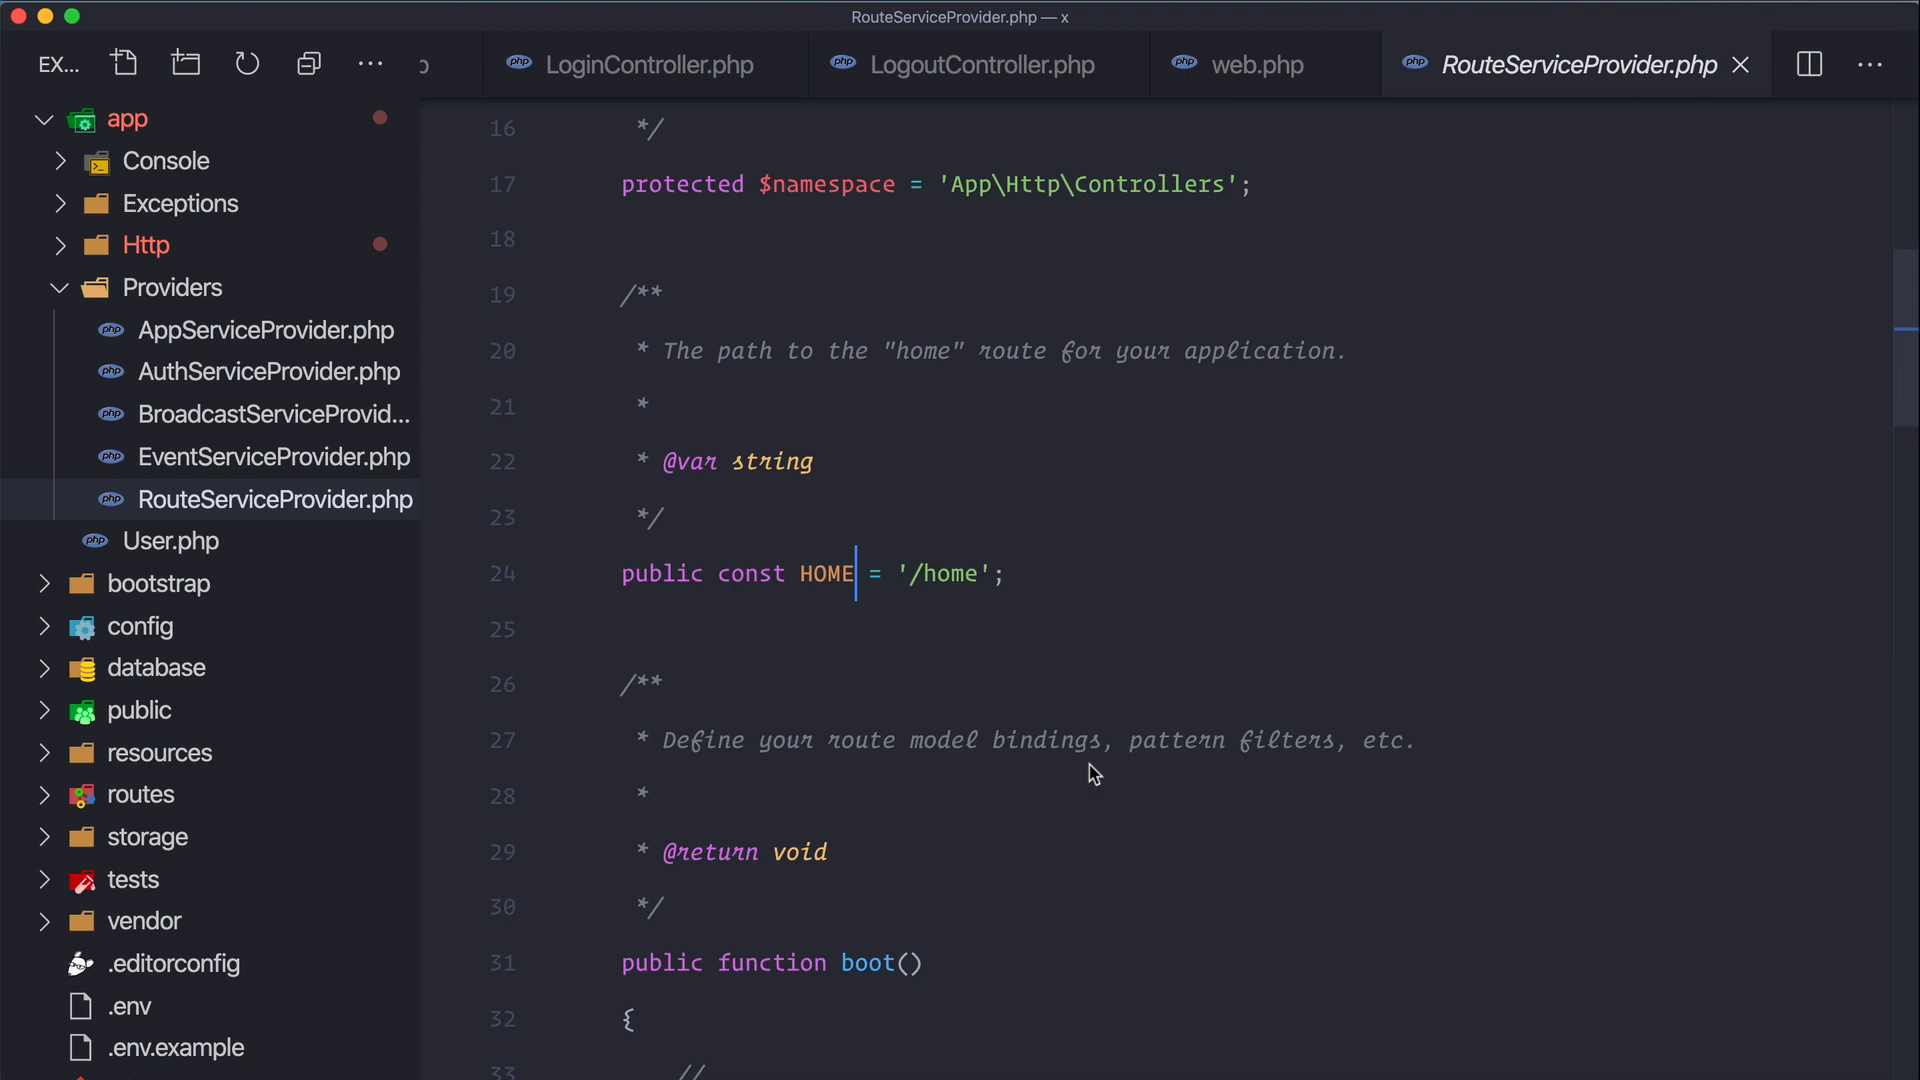 RouteServiceProvider.php — x
EX...
LoginController.php
LogoutController.php
web.php
RouteServiceProvider.php
app
Console
Exceptions
Http
Providers
AppServiceProvider.php
AuthServiceProvider.php
BroadcastServiceProvid...
EventServiceProvider.php
RouteServiceProvider.php
User.php
bootstrap
config
database
public
resources
routes
storage
tests
vendor
.editorconfig
.env
.env.example
16 */
17 protected $namespace = 'App\Http\Controllers';
18
19 /**
20 * The path to the "home" route for your application.
21 *
22 * @var string
23 */
24 public const HOME = '/home';
25
26 /**
27 * Define your route model bindings, pattern filters, etc.
28 *
29 * @return void
30 */
31 public function boot()
32 {
33 //